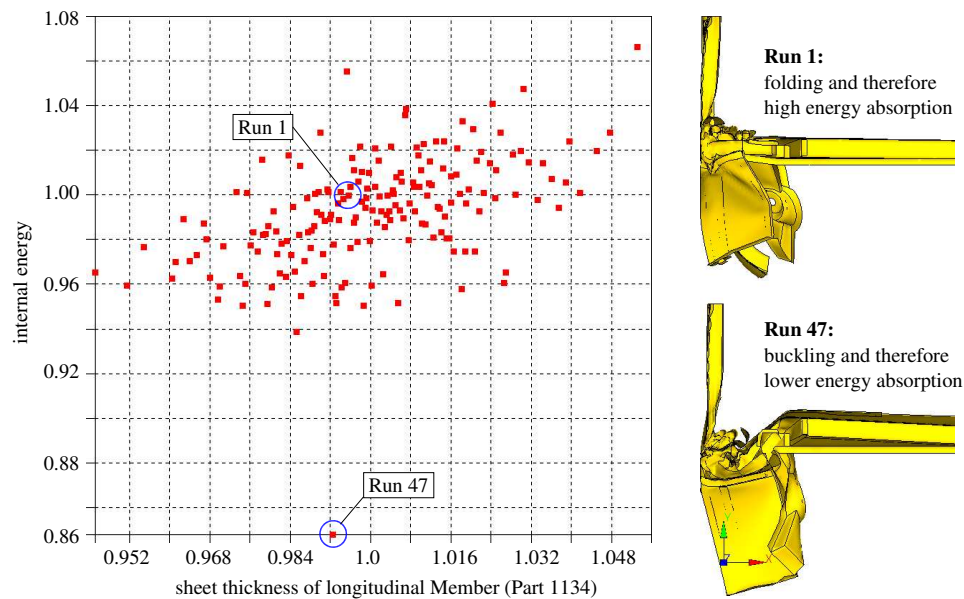 1.08
1.04
1.00
0.96
0.92
0.88
0.86
internal energy
Run 1
Run 47
0.952 0.968 0.984 1.0 1.016 1.032 1.048
sheet thickness of longitudinal Member (Part 1134)
Run 1:
folding and therefore
high energy absorption
Run 47:
buckling and therefore
lower energy absorption
Y
Z
X